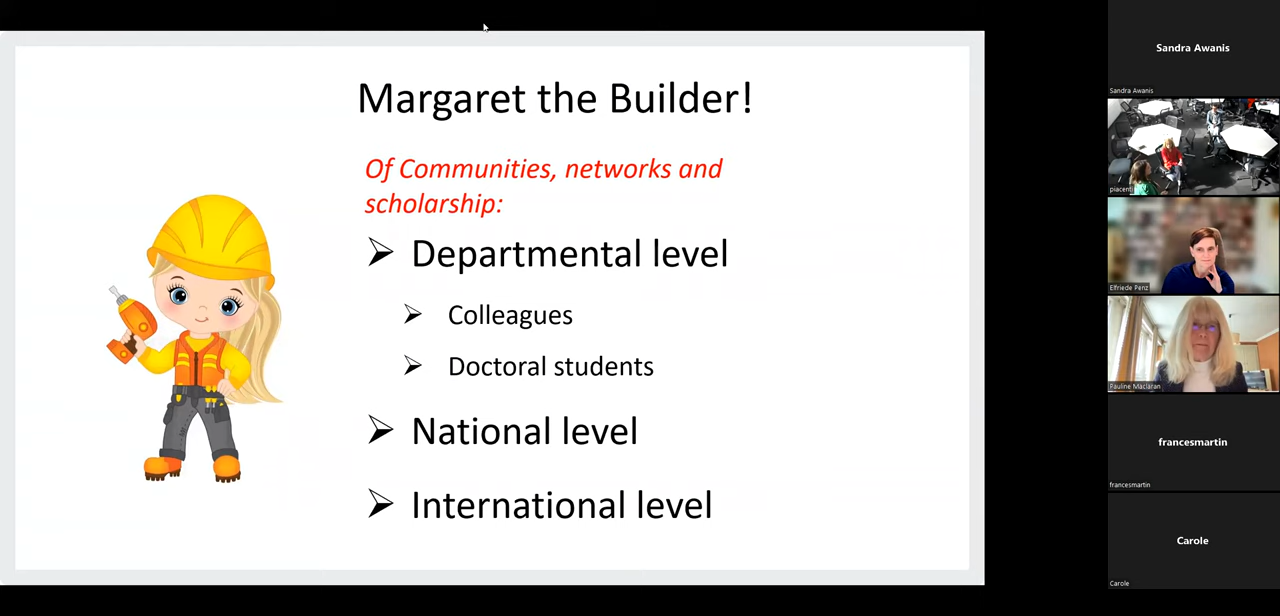 Margaret the Builder!
Of Communities, networks and
scholarship:
Departmental level
Colleagues
Doctoral students
National level
International level
Sandra Awanis
Sandra Awanis
piacenti
Elfriede Penz
Pauline Maclaran
francesmartin
francesmartin
Carole
Carole